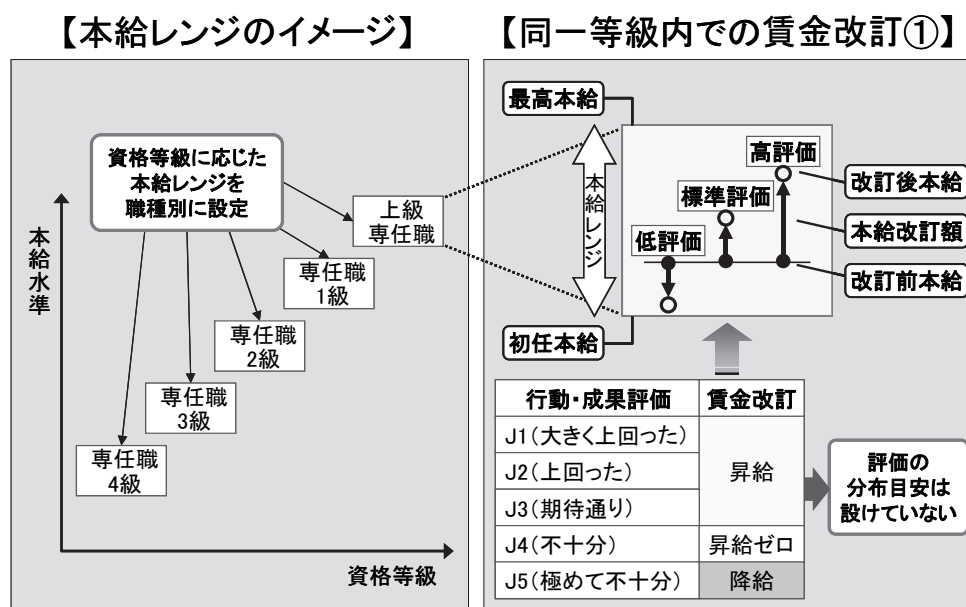 【本給レンジのイメージ】
資格等級に応じた
本給レンジを
職種別に設定
本給水準
上級
専任職
専任職
1級
専任職
2級
専任職
3級
専任職
4級
資格等級
【同一等級内での賃金改訂①】
最高本給
本給レンジ
初任本給
高評価
標準評価
低評価
改訂後本給
本給改訂額
改訂前本給
行動・成果評価 賃金改訂
J1(大きく上回った)
J2(上回った) 昇給
J3(期待通り)
J4(不十分) 昇給ゼロ
J5(極めて不十分) 降給
評価の
分布目安は
設けていない